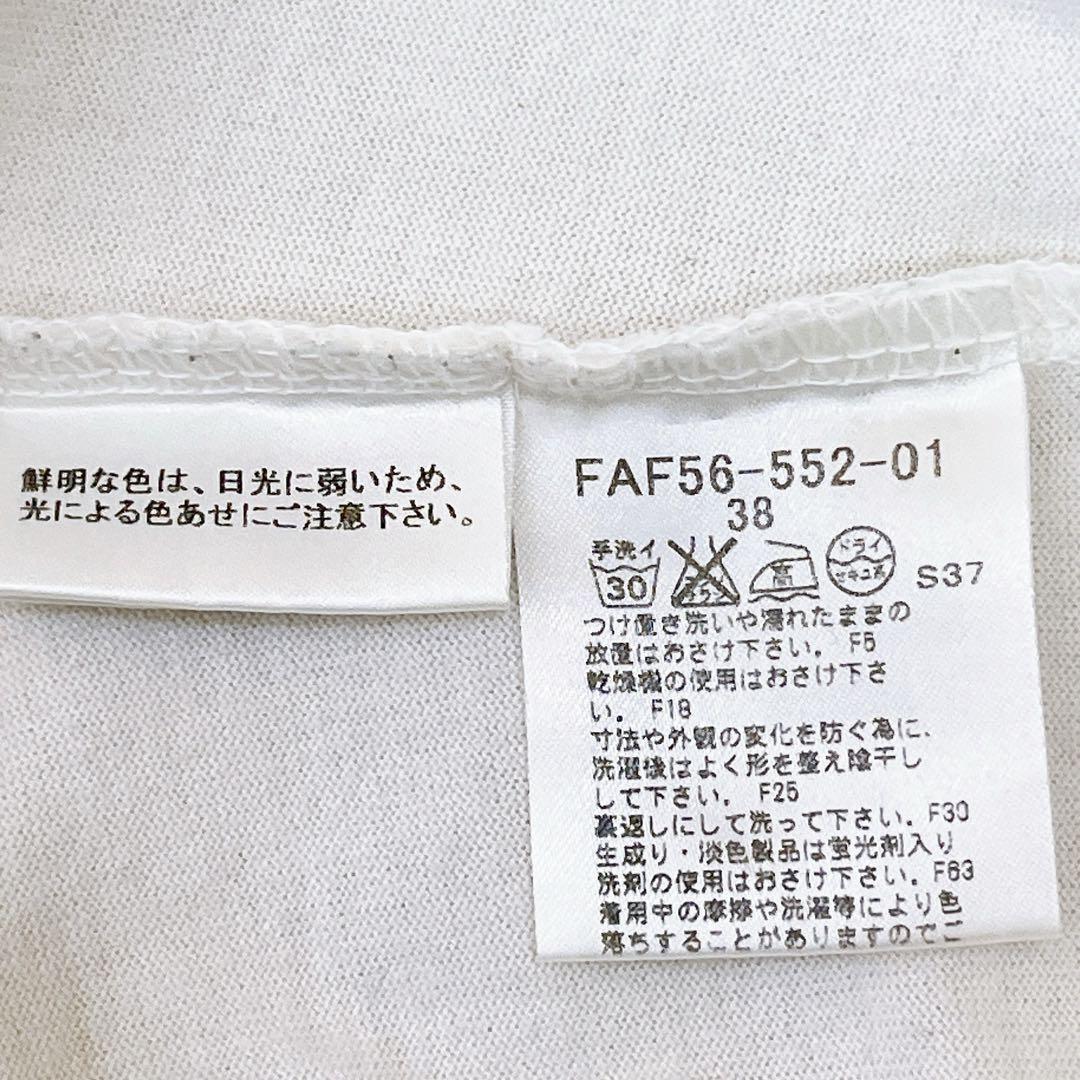 鮮明な色は、日光に弱いため、
光による色あせにご注意下さい。
FAF56-552-01
38
手洗イ
30
高
ドライ
セキユ系
S37
つけ置き洗いや濡れたままの
放置はおさけ下さい。 F5
乾燥機の使用はおさけ下さ
い。 F18
寸法や外観の変化を防ぐ為に、
洗濯後はよく形を整え陰干し
して下さい。 F25
裏返しにして洗って下さい。F30
生成り・淡色製品は蛍光剤入り
洗剤の使用はおさけ下さい。F63
着用中の摩擦や洗濯等により色
落ちすることがありますのでご